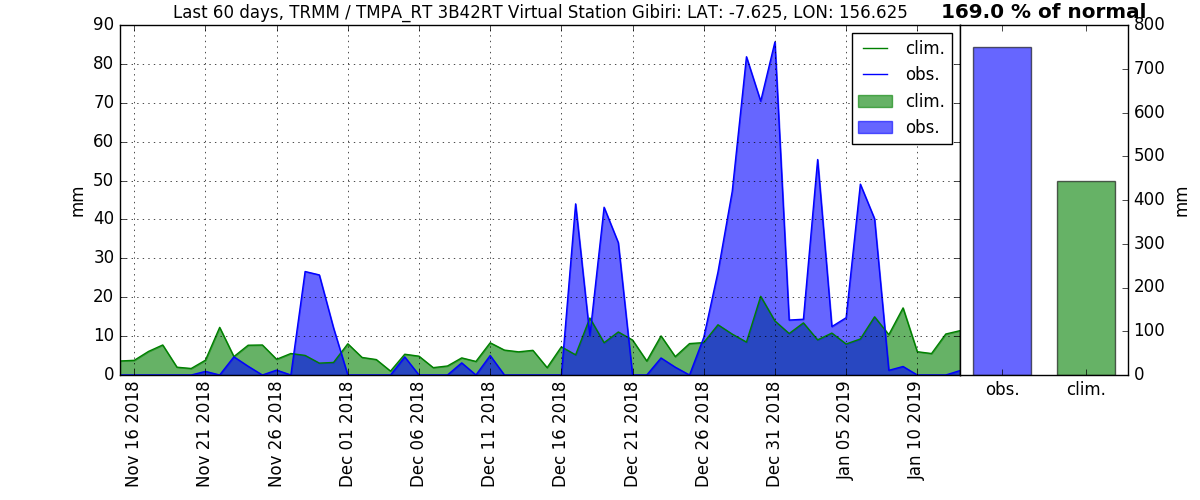 Last 60 days, TRMM / TMPA_RT 3B42RT Virtual Station Gibiri: LAT: -7.625, LON: 156.625
169.0 % of normal
90
80
70
60
50
40
30
20
10
0
mm
clim.
obs.
clim.
obs.
Nov 16 2018
Nov 21 2018
Nov 26 2018
Dec 01 2018
Dec 06 2018
Dec 11 2018
Dec 16 2018
Dec 21 2018
Dec 26 2018
Dec 31 2018
Jan 05 2019
Jan 10 2019
800
700
600
500
400
300
200
100
0
mm
obs.
clim.